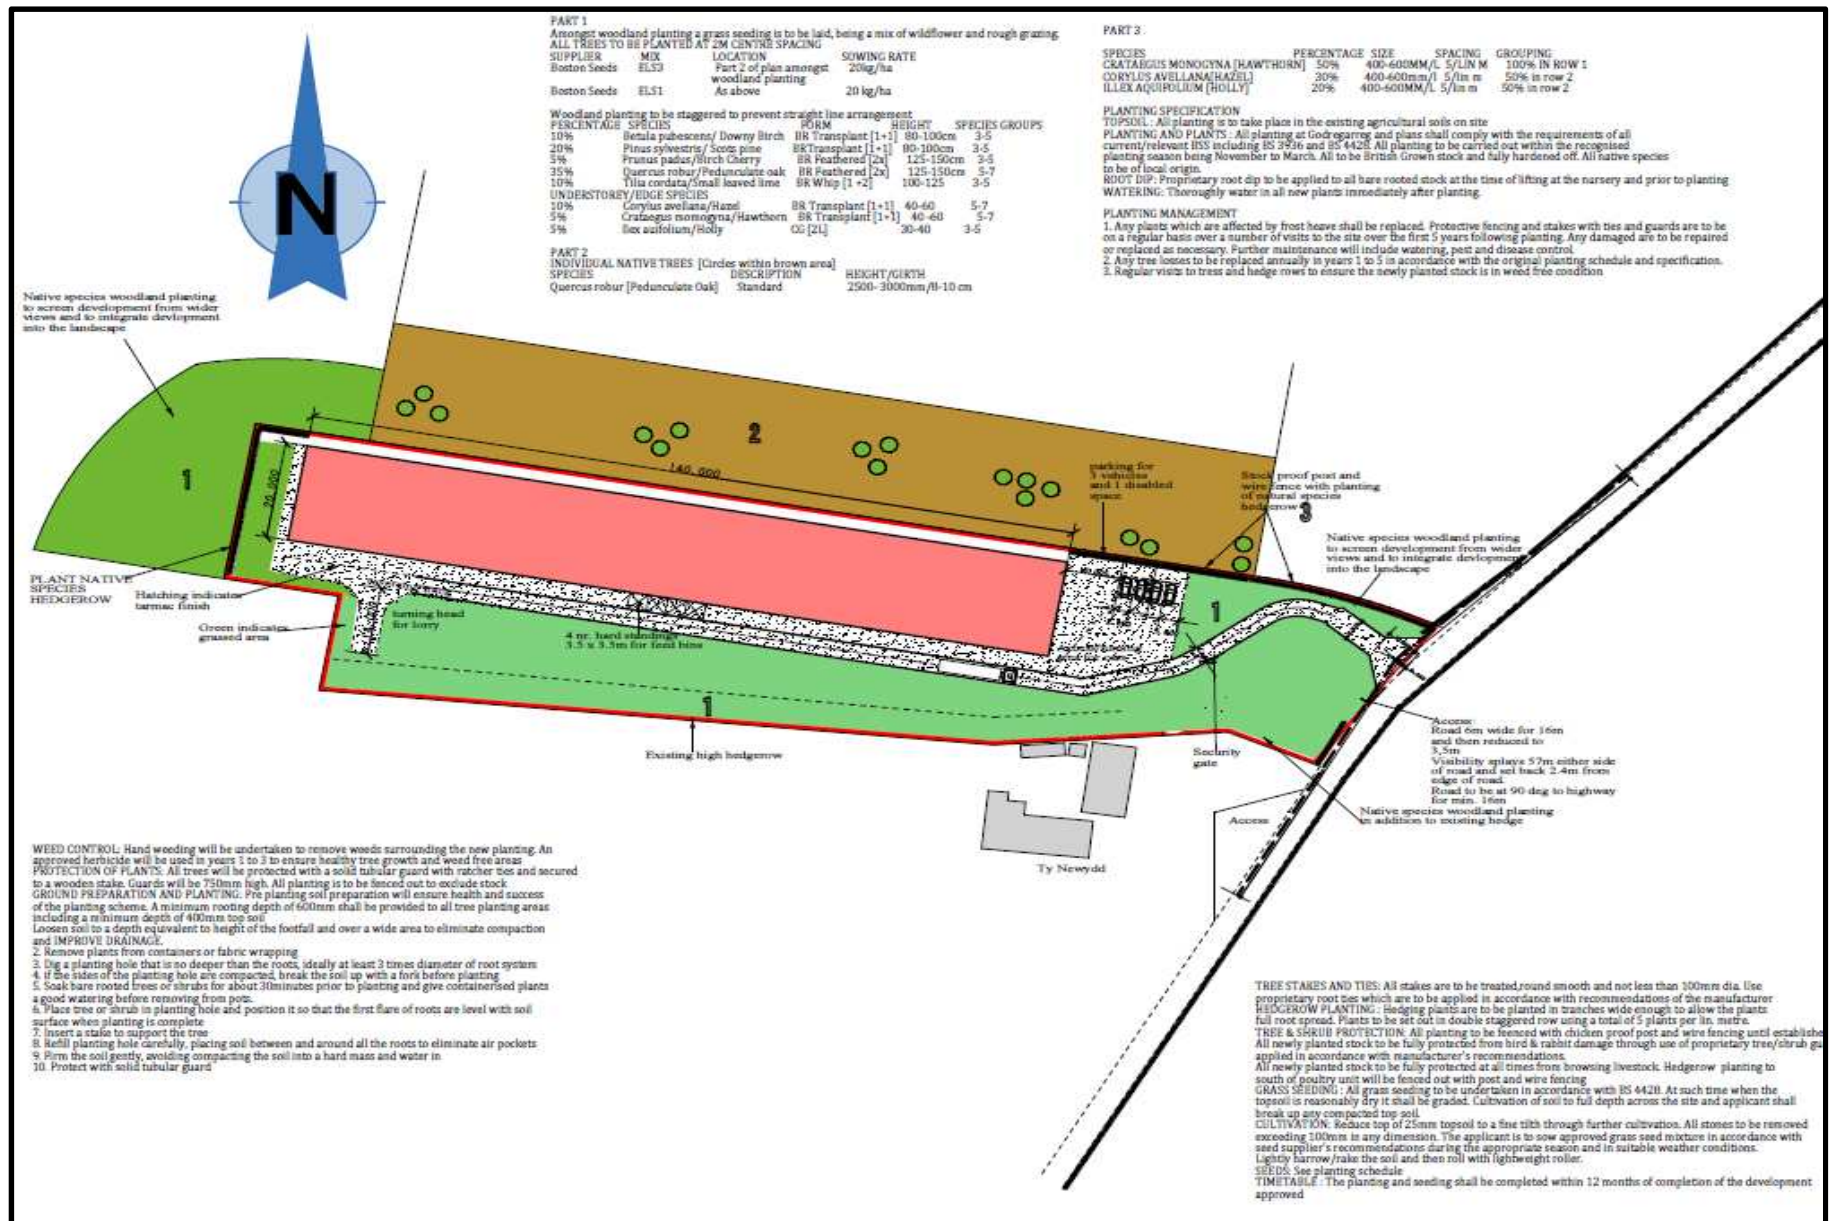 PART 1
Amongst woodland planting a grass seeding is to be laid, being a mix of wildflower and rough grazing.
ALL TREES TO BE PLANTED AT 2M CENTRE SPACING
SUPPLIER MIX LOCATION SOWING RATE
Boston Seeds ELS3 Part 2 of plan amongst 20kg/ha
woodland planting
Boston Seeds ELS1 As above 20 kg/ha
Woodland planting to be staggered to prevent straight line arrangement
PERCENTAGE SPECIES FORM HEIGHT SPECIES GROUPS
10% Betula pubescens/ Downy Birch BR Transplant [1+1] 80-100cm 3-5
20% Pinus sylvestris/ Scots pine BRTransplant [1+1] 80-100cm 3-5
5% Prunus padus/Birch Cherry BR Feathered [2x] 125-150cm 3-5
35% Quercus robur/Pedunculate oak BR Feathered [2x] 125-150cm 5-7
10% Tilia cordata/Small leaved lime BR Whip [1 +2] 100-125 3-5
UNDERSTOREY/EDGE SPECIES
10% Corylus avellana/Hazel BR Transplant [1+1] 40-60 5-7
5% Crataegus momogyna/Hawthorn BR Transplant [1+1] 40-60 5-7
5% Ilex auifolium/Holly CG [2L] 30-40 3-5
PART 2
INDIVIDUAL NATIVE TREES [Circles within brown area]
SPECIES DESCRIPTION HEIGHT/GIRTH
Quercus robur [Pedunculate Oak] Standard 2500-3000mm/8-10 cm
PART 3
SPECIES PERCENTAGE SIZE SPACING GROUPING
CRATAEGUS MONOGYNA [HAWTHORN] 50% 400-600MM/L 5/LIN M 100% IN ROW 1
CORYLUS AVELLANA[HAZEL] 30% 400-600mm/l 5/lin m 50% in row 2
ILLEX AQUIFOLIUM [HOLLY] 20% 400-600MM/L 5/lin m 50% in row 2
PLANTING SPECIFICATION
TOPSOIL : All planting is to take place in the existing agricultural soils on site
PLANTING AND PLANTS : All planting at Godregarreg and plans shall comply with the requirements of all
current/relevant BSS including BS 3936 and BS 4428. All planting to be carried out within the recognised
planting season being November to March. All to be British Grown stock and fully hardened off. All native species
to be of local origin.
ROOT DIP: Proprietary root dip to be applied to all bare rooted stock at the time of lifting at the nursery and prior to planting
WATERING: Thoroughly water in all new plants immediately after planting.
PLANTING MANAGEMENT
1. Any plants which are affected by frost heave shall be replaced. Protective fencing and stakes with ties and guards are to be
on a regular basis over a number of visits to the site over the first 5 years following planting. Any damaged are to be repaired
or replaced as necessary. Further maintenance will include watering, pest and disease control.
2. Any tree losses to be replaced annually in years 1 to 5 in accordance with the original planting schedule and specification.
3. Regular visits to tress and hedge rows to ensure the newly planted stock is in weed free condition
N
Native species woodland planting
to screen development from wider
views and to integrate devlopment
into the landscape
1
2
140, 000
20, 000
parking for
3 vehicles
and 1 disabled
space
Stock proof post and
wire fence with planting
of natural species
hedgerow
3
Native species woodland planting
to screen development from wider
views and to integrate devlopment
into the landscape
PLANT NATIVE
SPECIES
HEDGEROW
Hatching indicates
tarmac finish
Green indicates
grassed area
turning head
for lorry
4 nr. hard standings
3.5 x 3.5m for feed bins
1
1
Existing high hedgerow
Security
gate
Access
Road 6m wide for 16m
and then reduced to
3,5m
Visibility splays 57m either side
of road and set back 2.4m from
edge of road.
Road to be at 90 deg to highway
for min. 16m
Native species woodland planting
in addition to existing hedge
Access
Ty Newydd
WEED CONTROL: Hand weeding will be undertaken to remove weeds surrounding the new planting. An
approved herbicide will be used in years 1 to 3 to ensure healthy tree growth and weed free areas
PROTECTION OF PLANTS: All trees will be protected with a solid tubular guard with ratcher ties and secured
to a wooden stake. Guards will be 750mm high. All planting is to be fenced out to exclude stock
GROUND PREPARATION AND PLANTING: Pre planting soil preparation will ensure health and success
of the planting scheme. A minimum rooting depth of 600mm shall be provided to all tree planting areas
including a minimum depth of 400mm top soil
Loosen soil to a depth equivalent to height of the footfall and over a wide area to eliminate compaction
and IMPROVE DRAINAGE.
2. Remove plants from containers or fabric wrapping
3. Dig a planting hole that is no deeper than the roots, ideally at least 3 times diameter of root system
4. if the sides of the planting hole are compacted, break the soil up with a fork before planting
5. Soak bare rooted trees or shrubs for about 30minutes prior to planting and give containerised plants
a good watering before removing from pots.
6. Place tree or shrub in planting hole and position it so that the first flare of roots are level with soil
surface when planting is complete
7. Insert a stake to support the tree
8. Refill planting hole carefully, placing soil between and around all the roots to eliminate air pockets
9. Firm the soil gently, avoiding compacting the soil into a hard mass and water in
10. Protect with solid tubular guard
TREE STAKES AND TIES: All stakes are to be treated,round smooth and not less than 100mm dia. Use
proprietary root ties which are to be applied in accordance with recommendations of the manufacturer
HEDGEROW PLANTING : Hedging plants are to be planted in tranches wide enough to allow the plants
full root spread. Plants to be set out in double staggered row using a total of 5 plants per lin. metre.
TREE & SHRUB PROTECTION: All planting to be feenced with chicken proof post and wire fencing until establishe
All newly planted stock to be fully protected from bird & rabbit damage through use of proprietary tree/shrub gu
applied in accordance with manufacturer's recommendations.
All newly planted stock to be fully protected at all times from browsing livestock. Hedgerow planting to
south of poultry unit will be fenced out with post and wire fencing
GRASS SEEDING : All grass seeding to be undertaken in accordance with BS 4428. At such time when the
topsoil is reasonably dry it shall be graded. Cultivation of soil to full depth across the site and applicant shall
break up any compacted top soil.
CULTIVATION: Reduce top of 25mm topsoil to a fine tilth through further cultivation. All stones to be removed
exceeding 100mm in any dimension. The applicant is to sow approved grass seed mixture in accordance with
seed supplier's recommendations during the appropriate season and in suitable weather conditions.
Lightly harrow/rake the soil and then roll with lightweight roller.
SEEDS: See planting schedule
TIMETABLE : The planting and seeding shall be completed within 12 months of completion of the development
approved